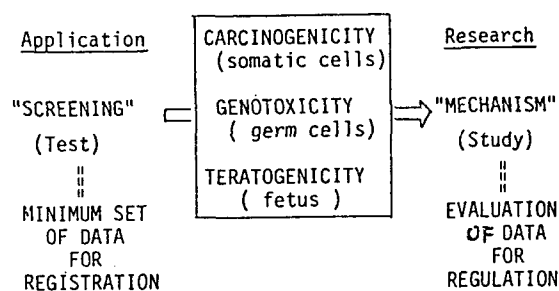 Application
"SCREENING"
(Test)
MINIMUM SET
OF DATA
FOR
REGISTRATION
CARCINOGENICITY
(somatic cells)
GENOTOXICITY
( germ cells)
TERATOGENICITY
( fetus )
Research
"MECHANISM"
(Study)
EVALUATION
OF DATA
FOR
REGULATION